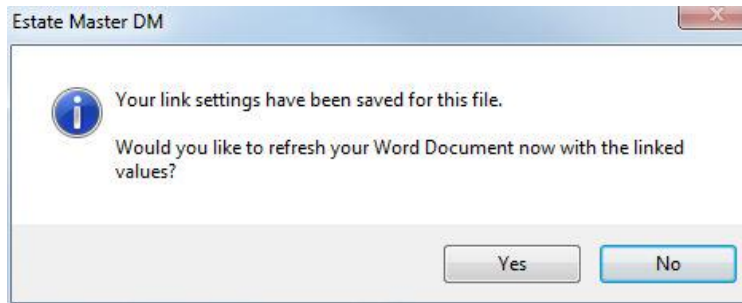 Estate Master DM
Your link settings have been saved for this file.
Would you like to refresh your Word Document now with the linked
values?
Yes
No